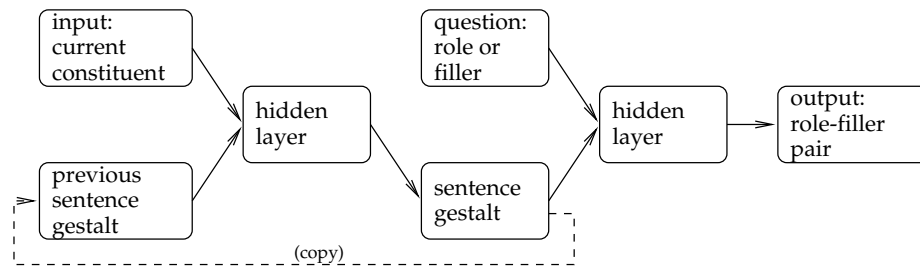 input:
current
constituent
previous
sentence
gestalt
hidden
layer
question:
role or
filler
sentence
gestalt
hidden
layer
output:
role-filler
pair
(copy)